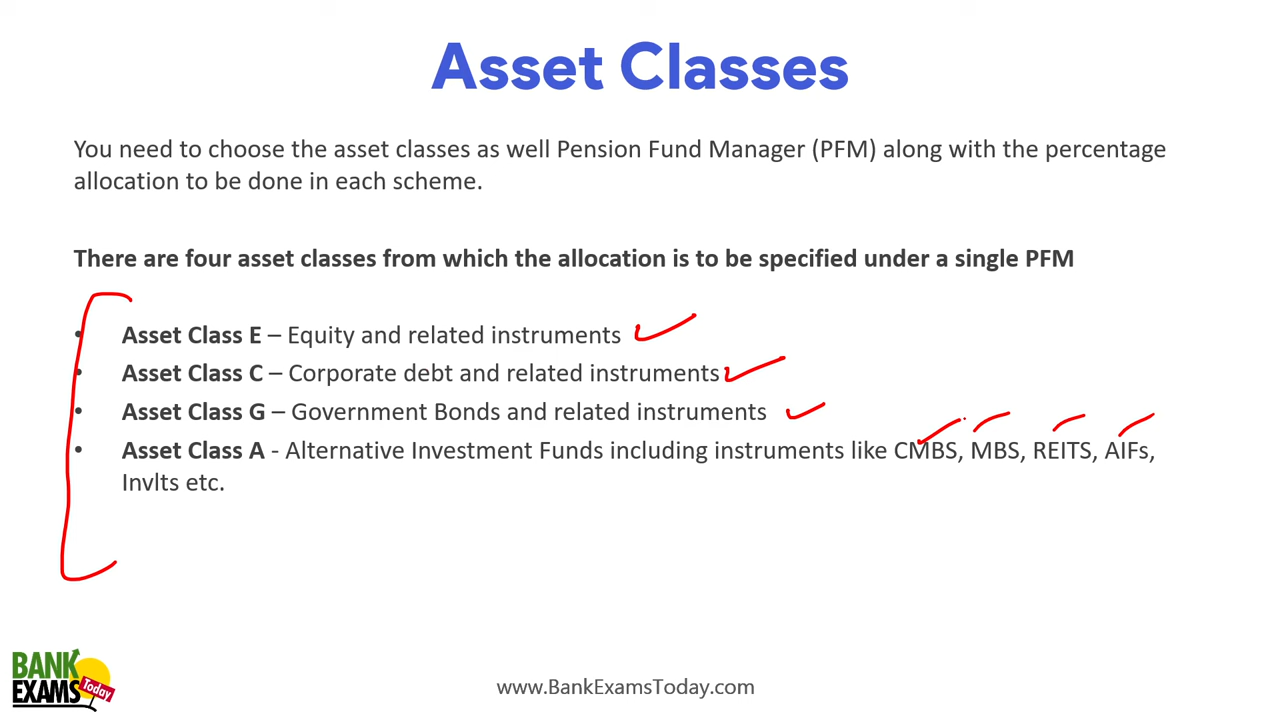 Asset Classes
You need to choose the asset classes as well Pension Fund Manager (PFM) along with the percentage
allocation to be done in each scheme.
There are four asset classes from which the allocation is to be specified under a single PFM
• Asset Class E – Equity and related instruments
• Asset Class C – Corporate debt and related instruments
• Asset Class G – Government Bonds and related instruments
• Asset Class A - Alternative Investment Funds including instruments like CMBS, MBS, REITS, AIFs,
Invlts etc.
BANK
EXAMS
Today
www.BankExamsToday.com